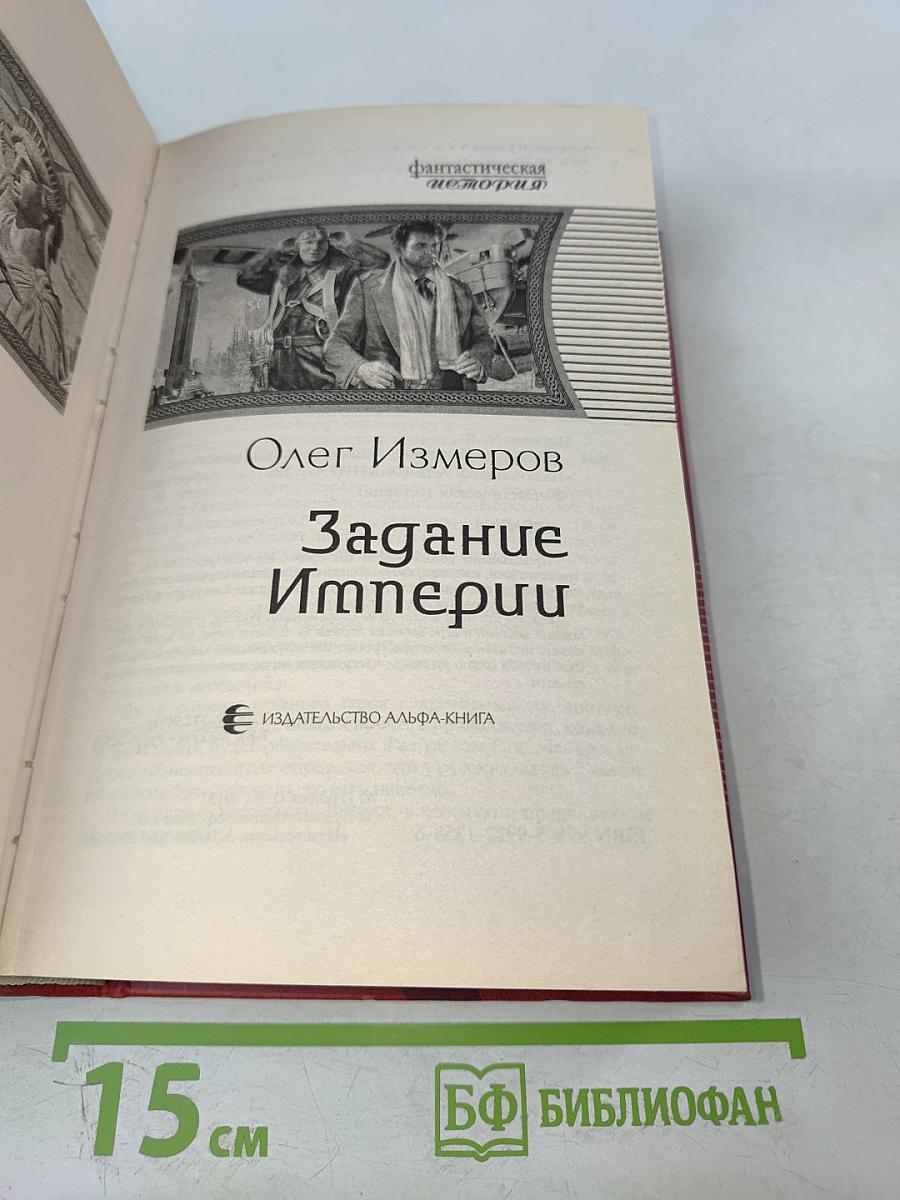 фантастическая
история
Олег Измеров
Задание
Империи
ИЗДАТЕЛЬСТВО АЛЬФА-КНИГА
15 см
БФ БИБЛИОФАН